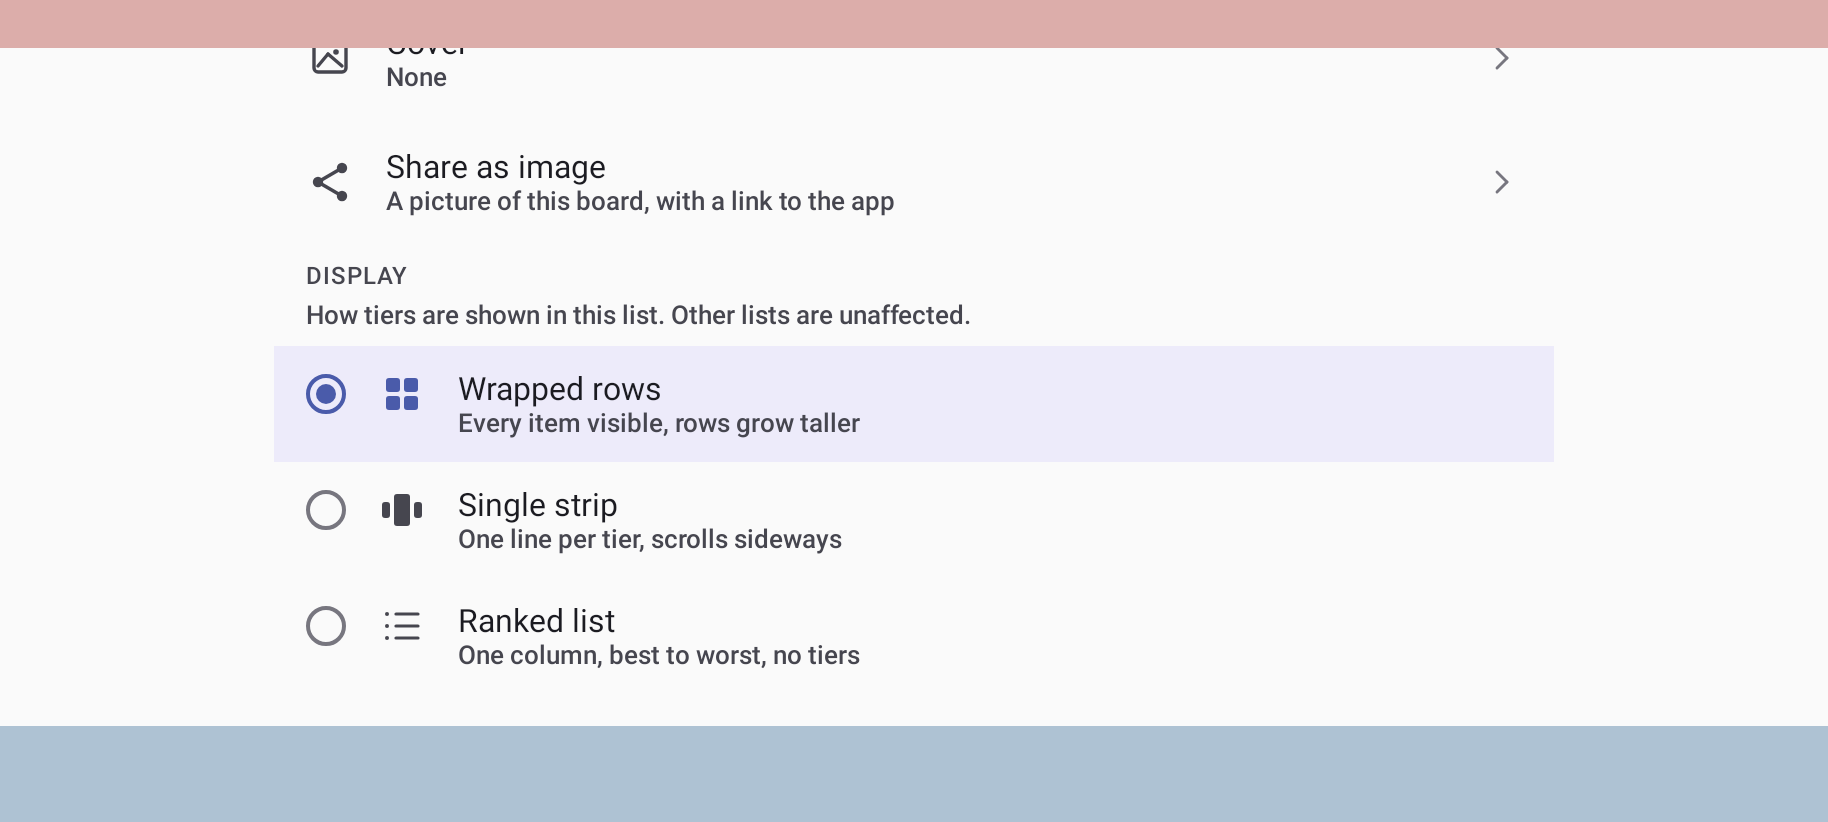 Cover
None
Share as image
A picture of this board, with a link to the app
DISPLAY
How tiers are shown in this list. Other lists are unaffected.
Wrapped rows
Every item visible, rows grow taller
Single strip
One line per tier, scrolls sideways
Ranked list
One column, best to worst, no tiers